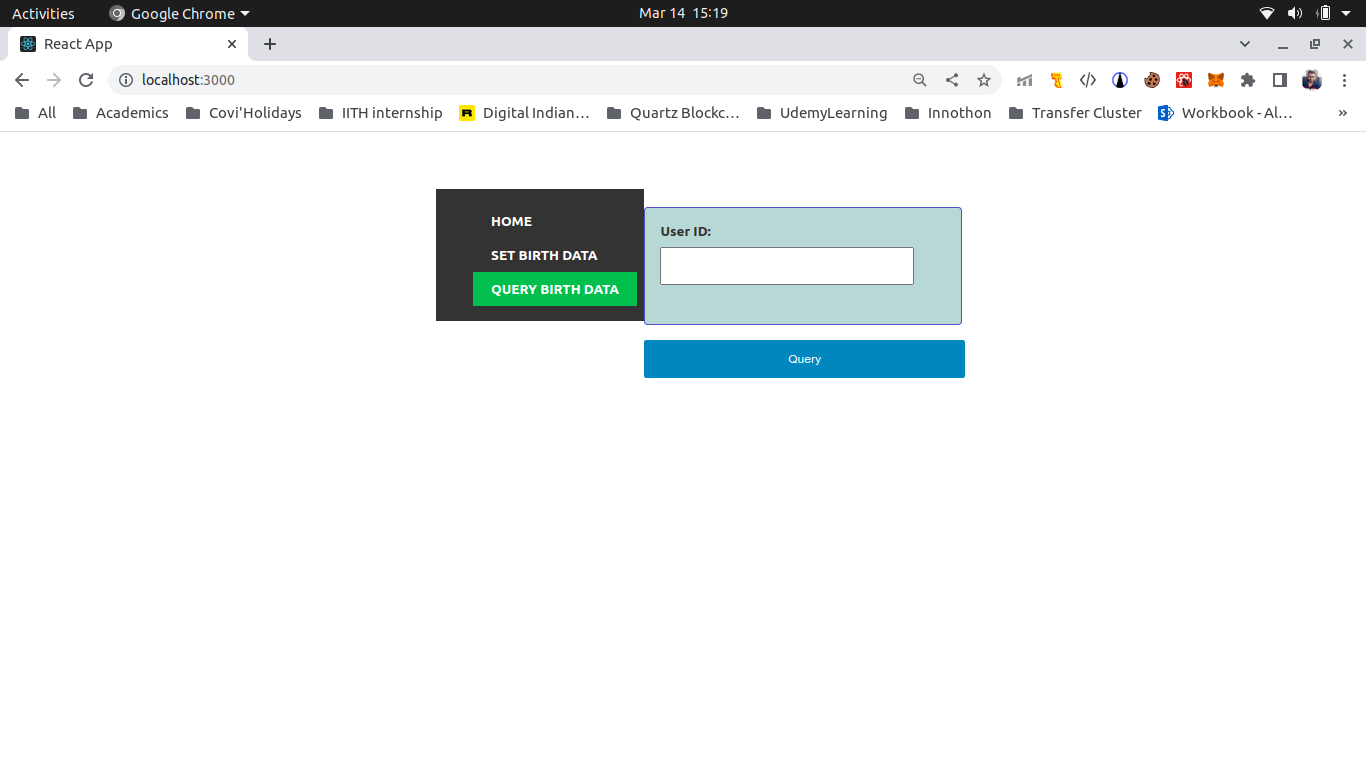 Activities Google Chrome Mar 14 15:19
React App
localhost:3000
All Academics Covi'Holidays IITH internship Digital Indian… Quartz Blockc… UdemyLearning Innothon Transfer Cluster Workbook - Al… »
HOME
SET BIRTH DATA
QUERY BIRTH DATA
User ID:
Query